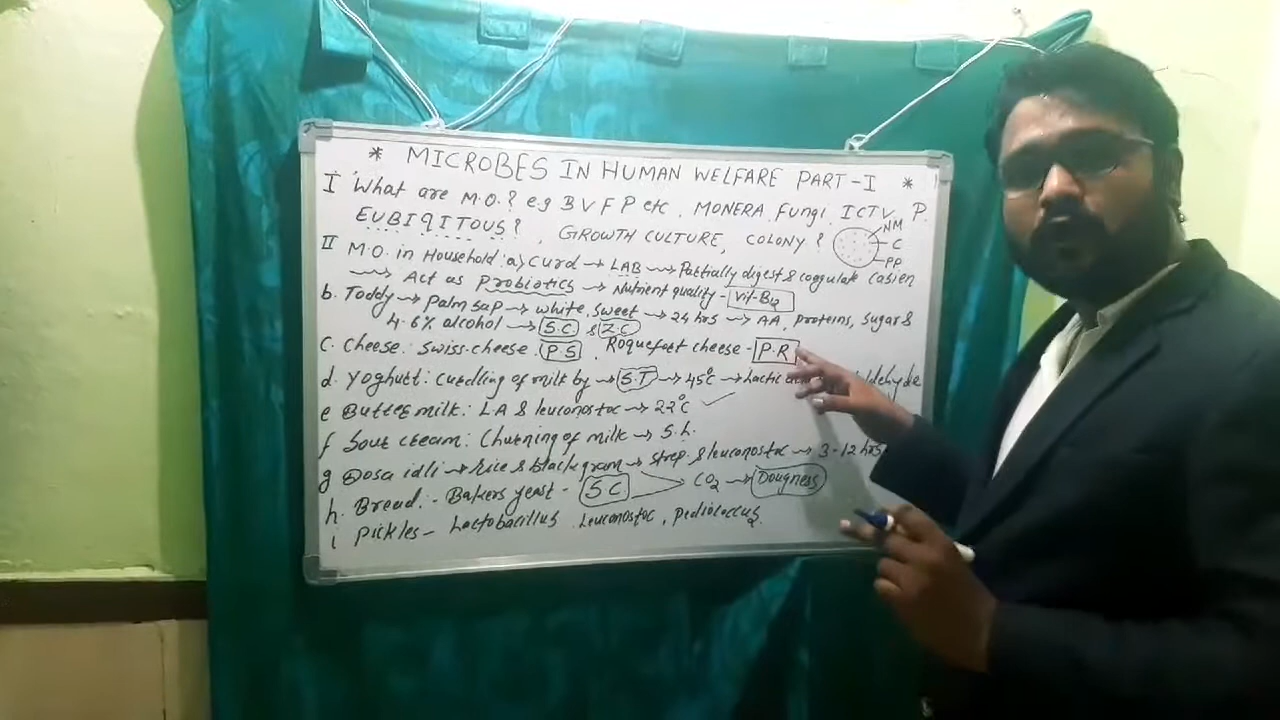 * MICROBES IN HUMAN WELFARE PART-I *
I What are M.O? e.g B V F P etc, MONERA, Fungi, ICTV, P.
EUBIQITOUS?, GROWTH CULTURE, COLONY?
NM
C
PP
II M.O. in Household: a) Curd → LAB → Partially digest & coggulate Casien
→ Act as Probiotics → Nutrient quality - Vit-B12
b. Toddy → Palm sap → white, sweet → 24 hrs → AA, proteins, sugar &
4.6% alcohol → S.C & Z.C
c. Cheese: Swiss-cheese. P.S, Roquefort cheese - P.R
d. Yoghurt: Curdling of milk by → S.T → 45°C → lactic
e Butter milk: L.A & leuconostoc → 22°C ✓
f Sour cream: Churning of milk → S.h.
g Dosa idli → rice & black gram → Strep. & leuconostoc → 3-12 hrs
h. Bread:- Bakers yeast - S C CO2 → Dougness
i Pickles - Lactobacillus Leuconostoc, Pediococcus.